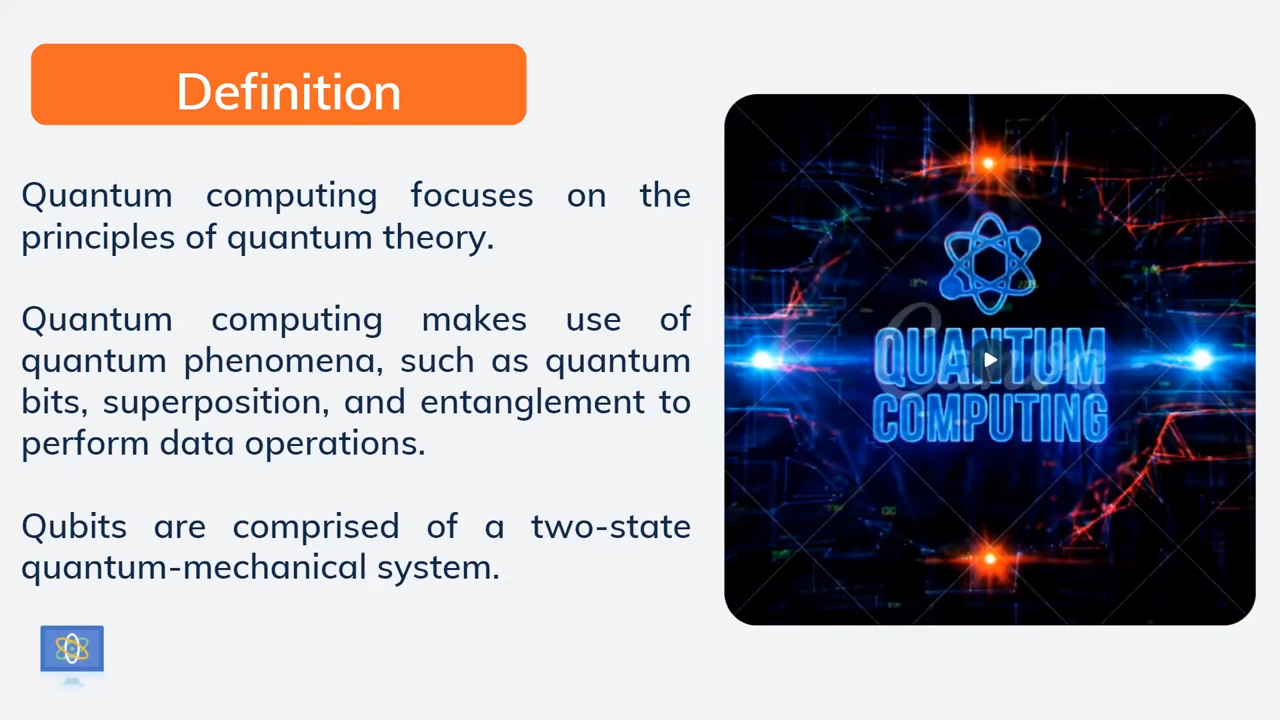 Definition
Quantum computing focuses on the
principles of quantum theory.
Quantum computing makes use of
quantum phenomena, such as quantum
bits, superposition, and entanglement to
perform data operations.
Qubits are comprised of a two-state
quantum-mechanical system.
QUANTUM
COMPUTING